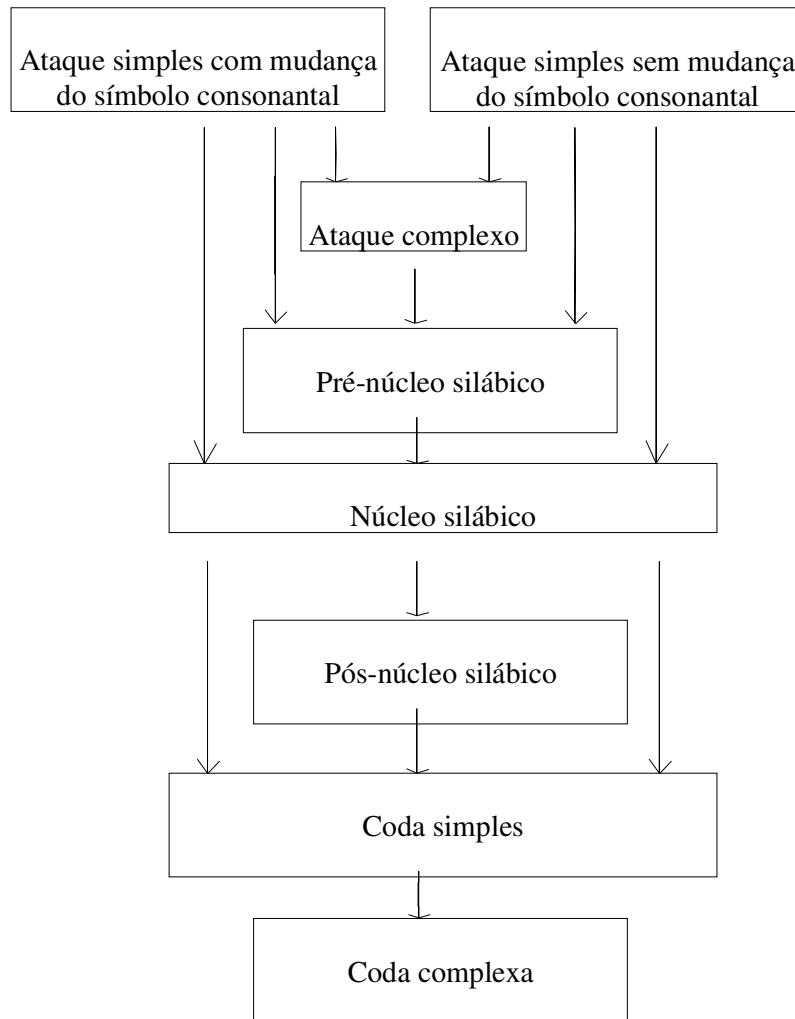 Ataque simples com mudança
do símbolo consonantal
Ataque simples sem mudança
do símbolo consonantal
Ataque complexo
Pré-núcleo silábico
Núcleo silábico
Pós-núcleo silábico
Coda simples
Coda complexa